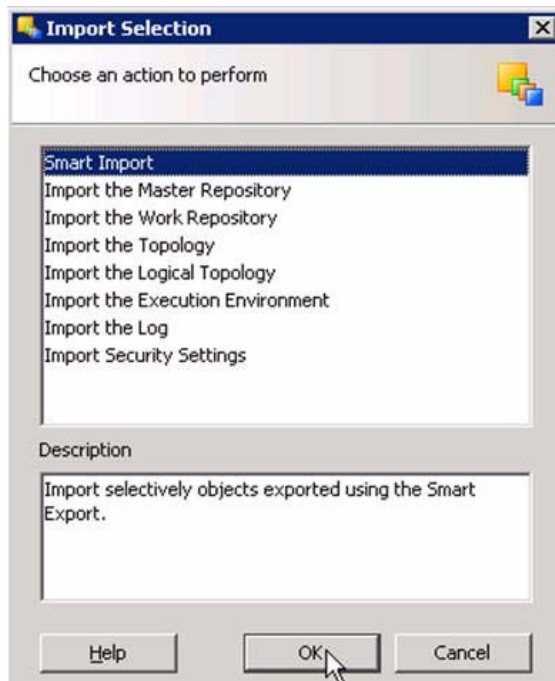 Import Selection
Choose an action to perform
Smart Import
Import the Master Repository
Import the Work Repository
Import the Topology
Import the Logical Topology
Import the Execution Environment
Import the Log
Import Security Settings
Description
Import selectively objects exported using the Smart
Export.
Help OK Cancel